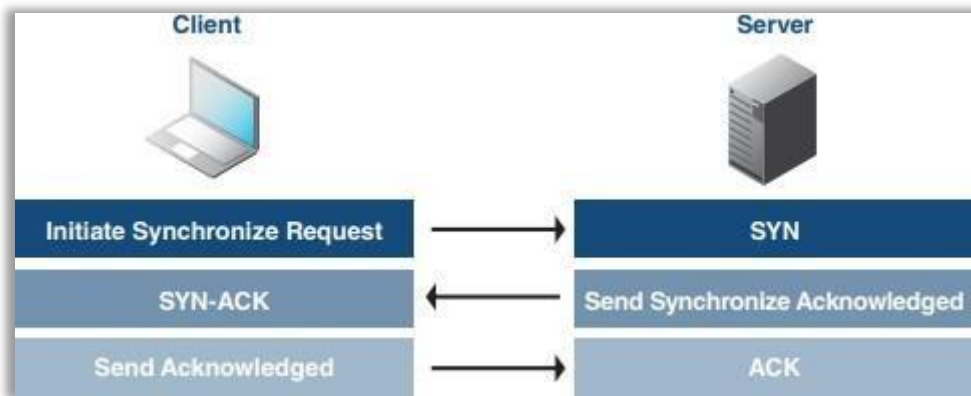 Client
Server
Initiate Synchronize Request
SYN
SYN-ACK
Send Synchronize Acknowledged
Send Acknowledged
ACK